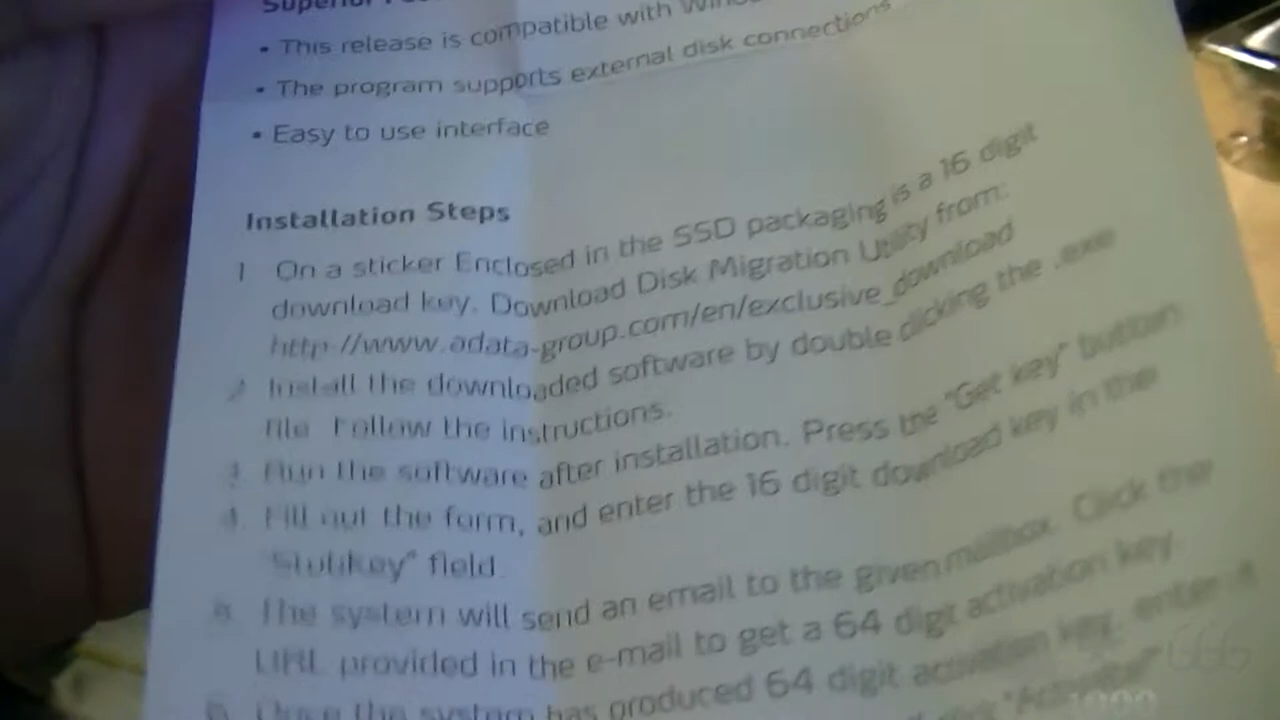 Superior
• This release is compatible with
• The program supports external disk connections
• Easy to use interface
Installation Steps
1 On a sticker Enclosed in the SSD packaging is a 16 digit
download key. Download Disk Migration Utility from:
http://www.adata-group.com/en/exclusive_download
2 Install the downloaded software by double clicking the .exe
file Follow the instructions.
3 Run the software after installation. Press the "Get key" button
4. Fill out the form, and enter the 16 digit download key in the
field.
5 The system will send an email to the given mailbox. Click the
URL provided in the e-mail to get a 64 digit activation key.
6 Once the system has produced 64 digit activation key, enter it
"Activate"